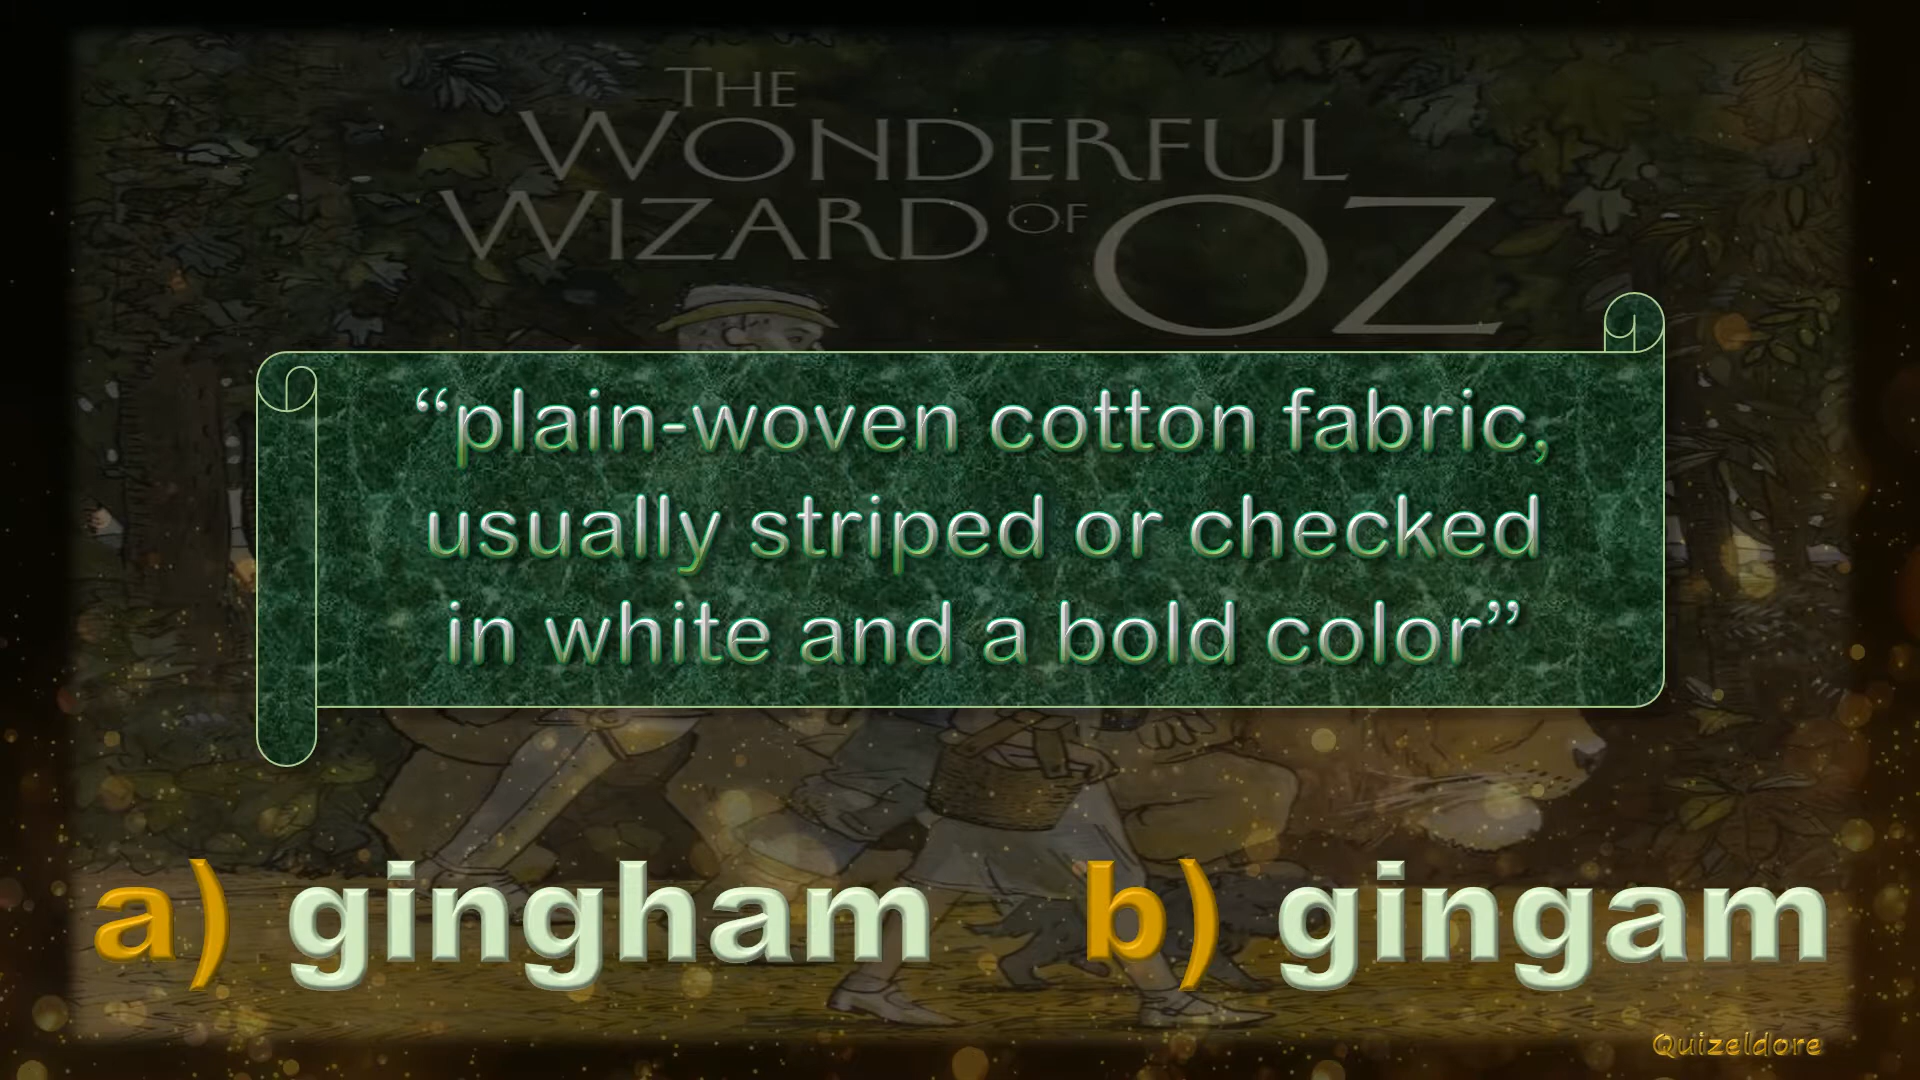 THE
WONDERFUL
WIZARD OF OZ
“plain-woven cotton fabric,
usually striped or checked
in white and a bold color”
a) gingham b) gingam
Quizeldore